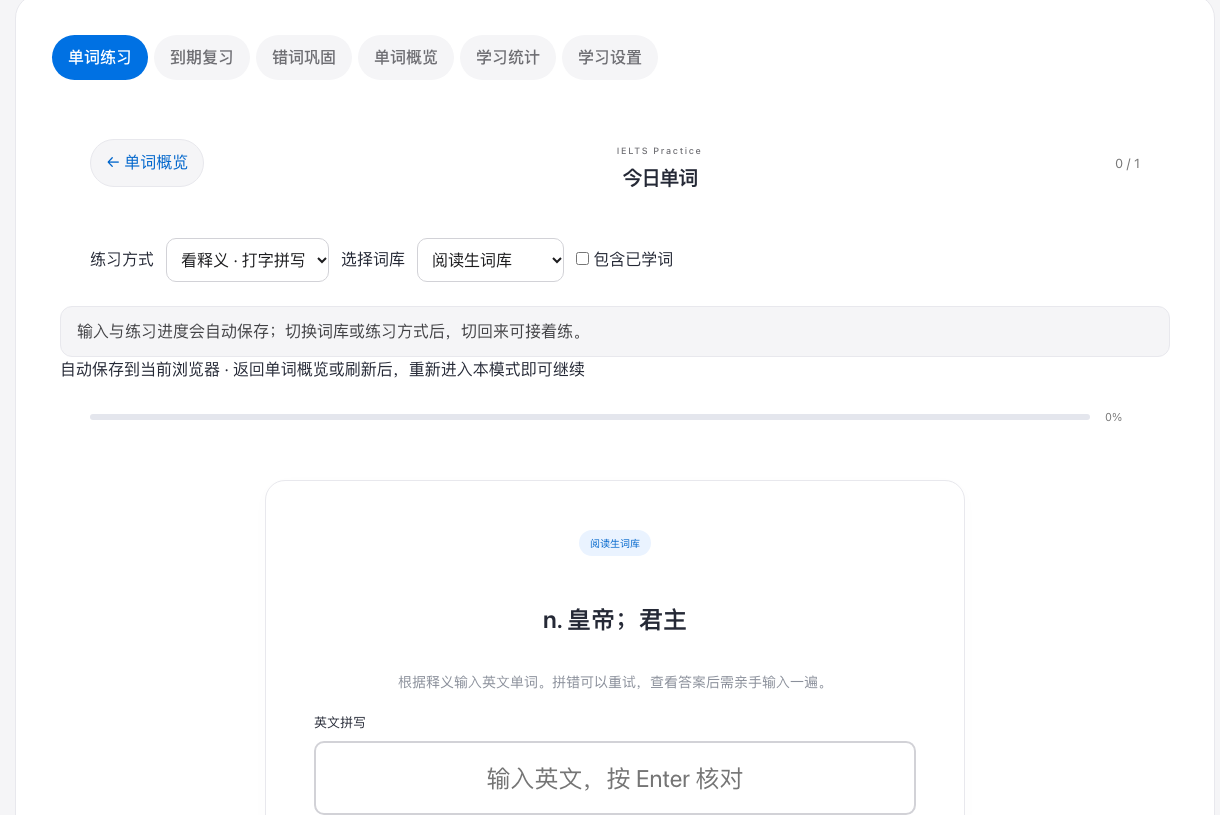 单词练习 到期复习 错词巩固 单词概览 学习统计 学习设置
← 单词概览
IELTS Practice
今日单词
0 / 1
练习方式 看释义 · 打字拼写 选择词库 阅读生词库 包含已学词
输入与练习进度会自动保存；切换词库或练习方式后，切回来可接着练。
自动保存到当前浏览器 · 返回单词概览或刷新后，重新进入本模式即可继续
0%
阅读生词库
n. 皇帝；君主
根据释义输入英文单词。拼错可以重试，查看答案后需亲手输入一遍。
英文拼写
输入英文，按 Enter 核对